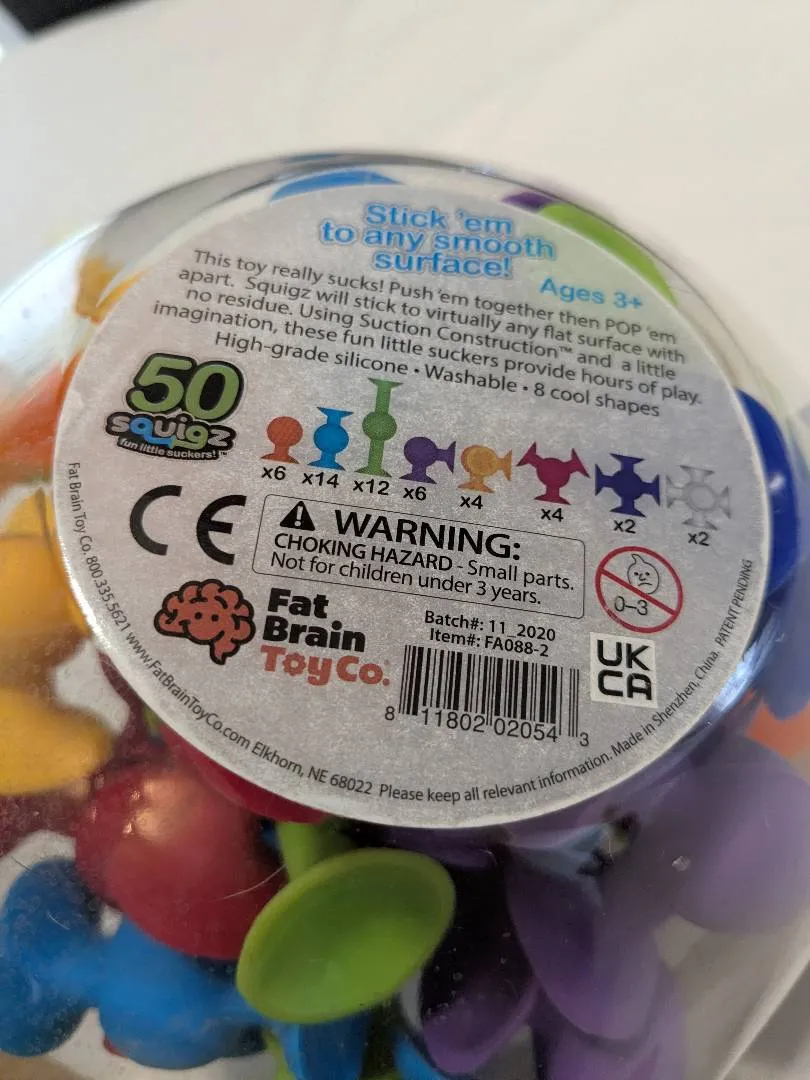 Stick 'em
to any smooth
surface!
Ages 3+
This toy really sucks! Push 'em together then POP 'em
apart. Squigz will stick to virtually any flat surface with
no residue. Using Suction Construction™ and a little
imagination, these fun little suckers provide hours of play.
High-grade silicone • Washable • 8 cool shapes
50
squigz
fun little suckers!™
x6 x14 x12 x6 x4 x4 x2 x2
CE
WARNING:
CHOKING HAZARD - Small parts.
Not for children under 3 years.
0-3
Fat
Brain
Toy Co.
Batch#: 11_2020
Item#: FA088-2
8 11802 02054 3
UK
CA
Fat Brain Toy Co. 800.335.5621 www.FatBrainToyCo.com Elkhorn, NE 68022 Please keep all relevant information. Made in Shenzhen, China. PATENT PENDING